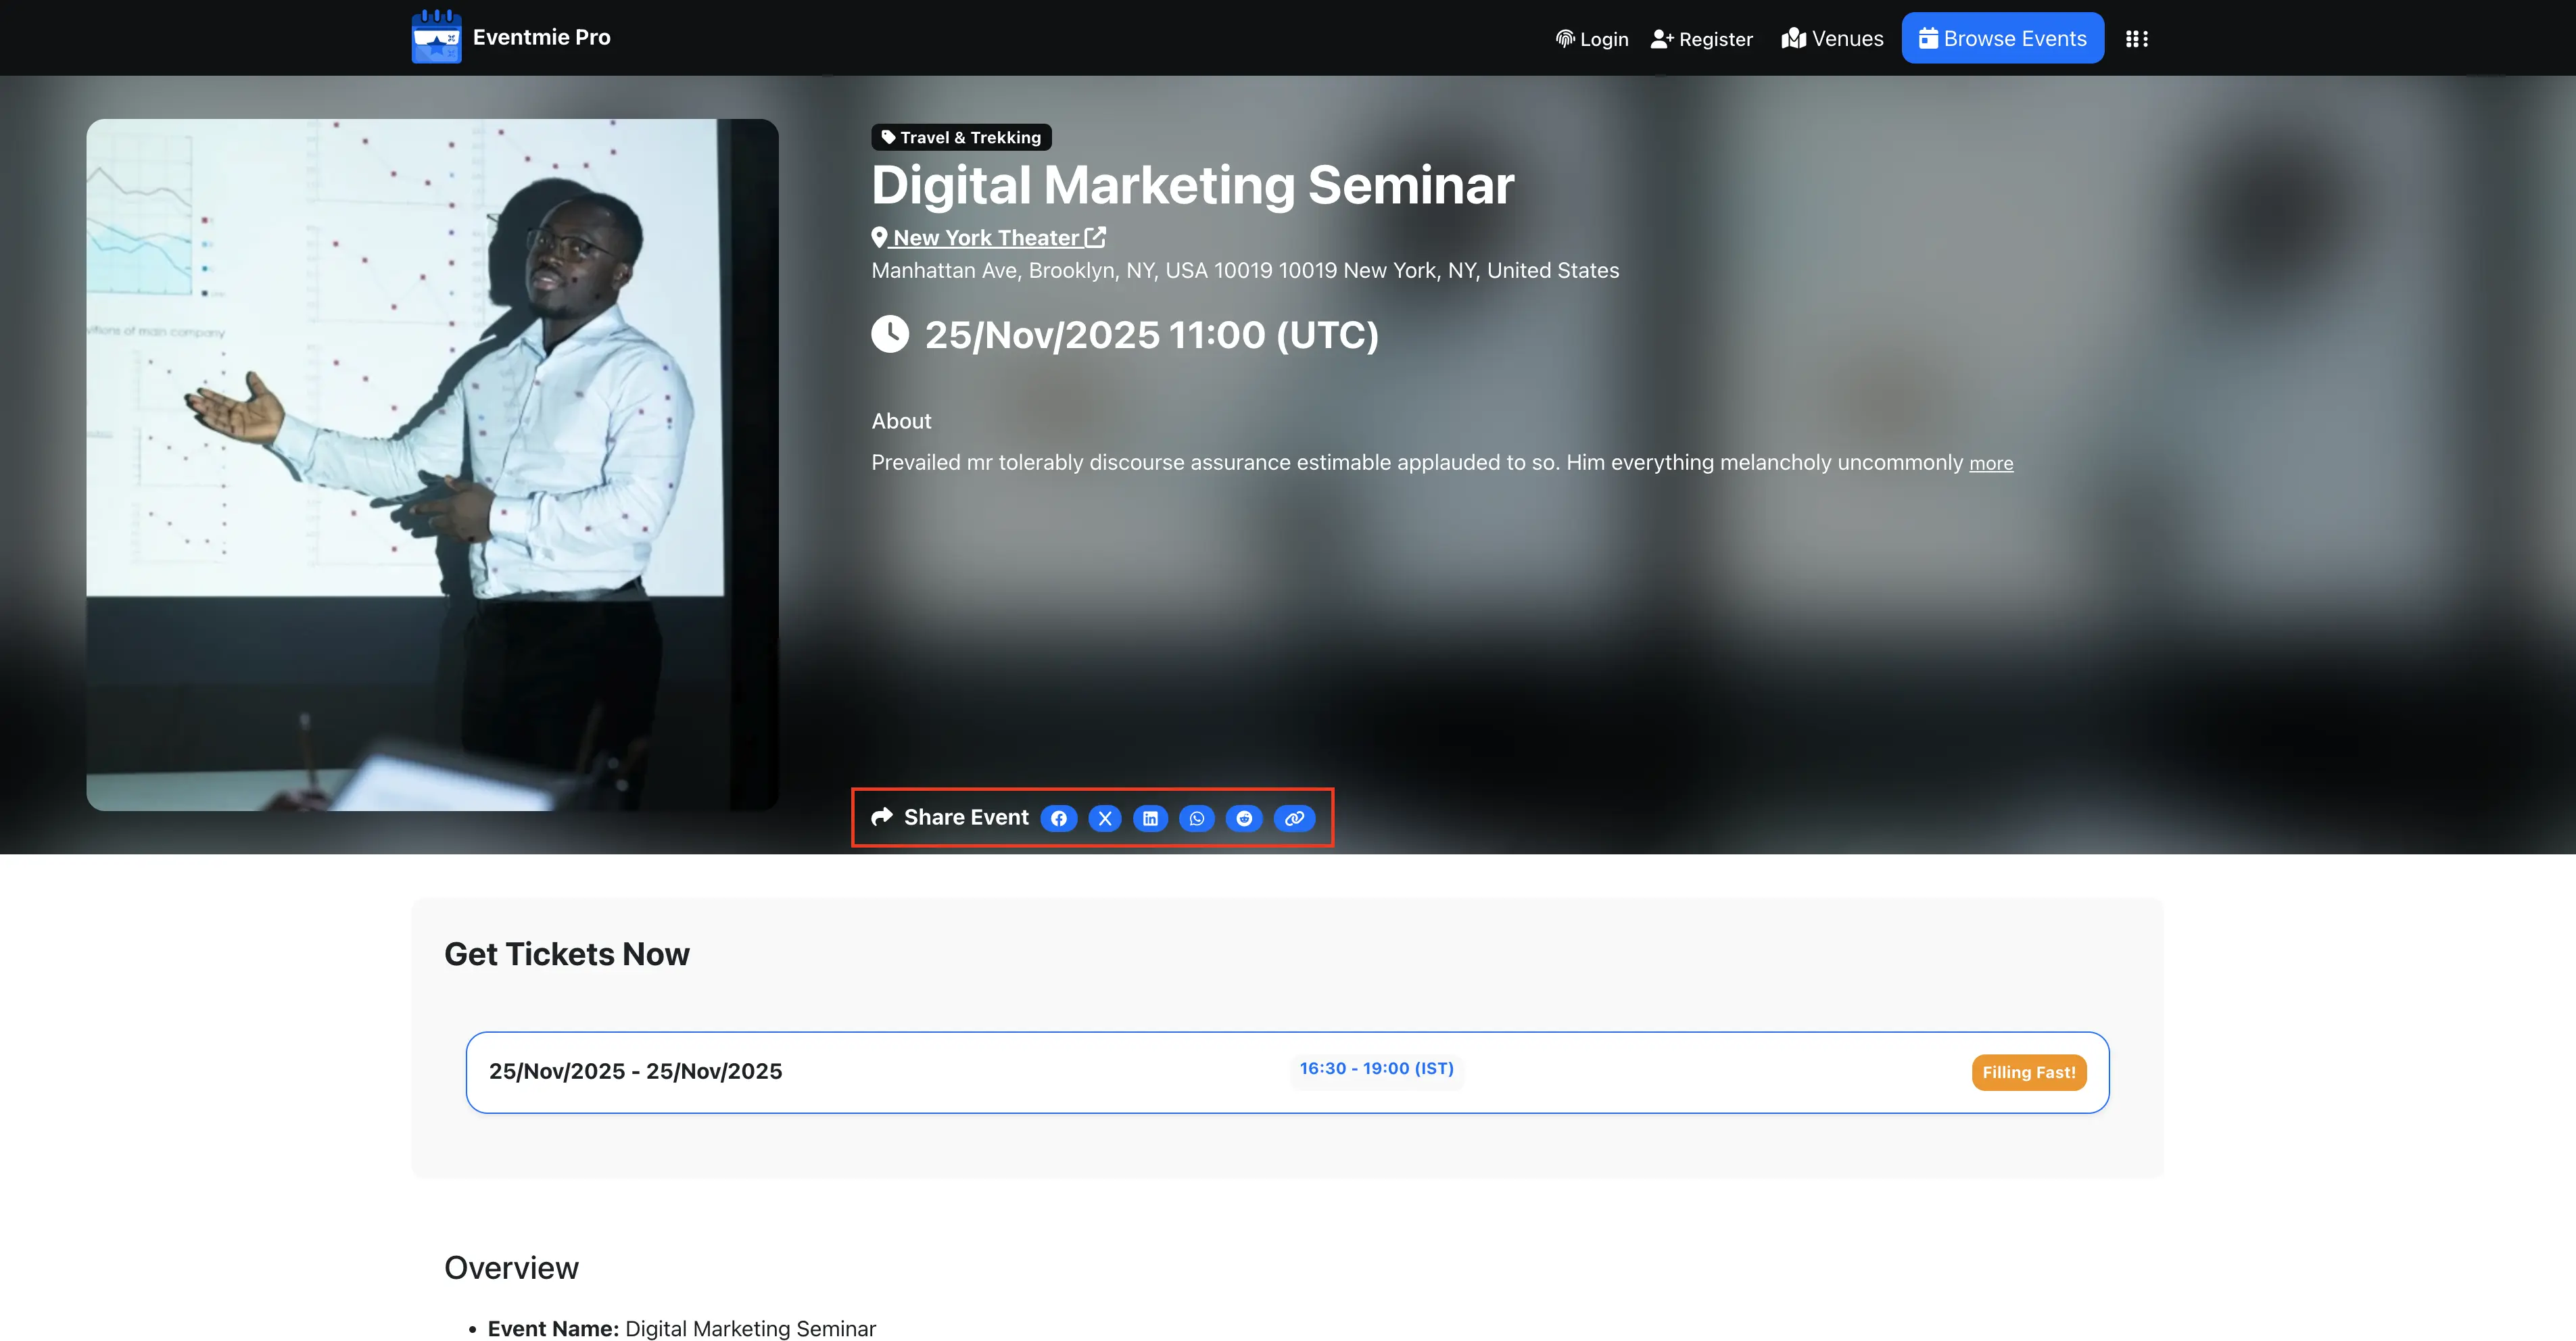 Eventmie Pro
Login
Register
Venues
Browse Events
Travel & Trekking
Digital Marketing Seminar
New York Theater
Manhattan Ave, Brooklyn, NY, USA 10019 10019 New York, NY, United States
25/Nov/2025 11:00 (UTC)
About
Prevailed mr tolerably discourse assurance estimable applauded to so. Him everything melancholy uncommonly more
of main company
Share Event
Get Tickets Now
25/Nov/2025 - 25/Nov/2025
16:30 - 19:00 (IST)
Filling Fast!
Overview
• Event Name: Digital Marketing Seminar